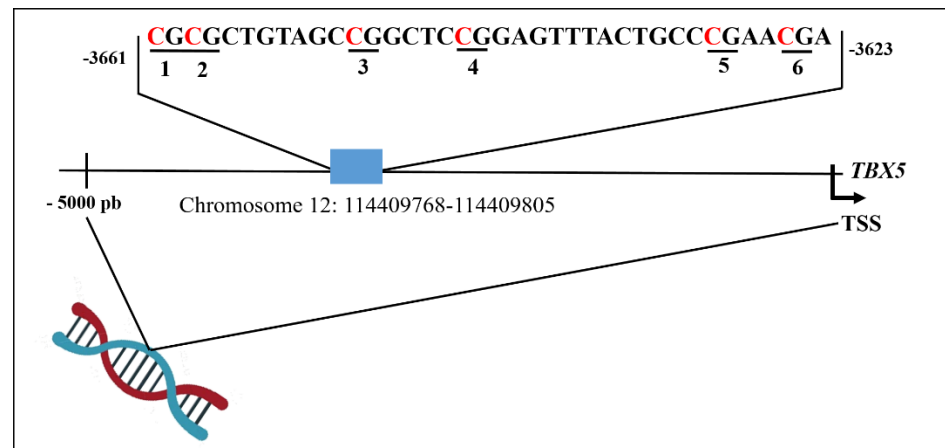 CGCGCTGTAGCCGGCTCCGGAGTTTACTGCCCGAACGA
-3661 1 2 3 4 5 6 -3623
TBX5
- 5000 pb Chromosome 12: 114409768-114409805
TSS